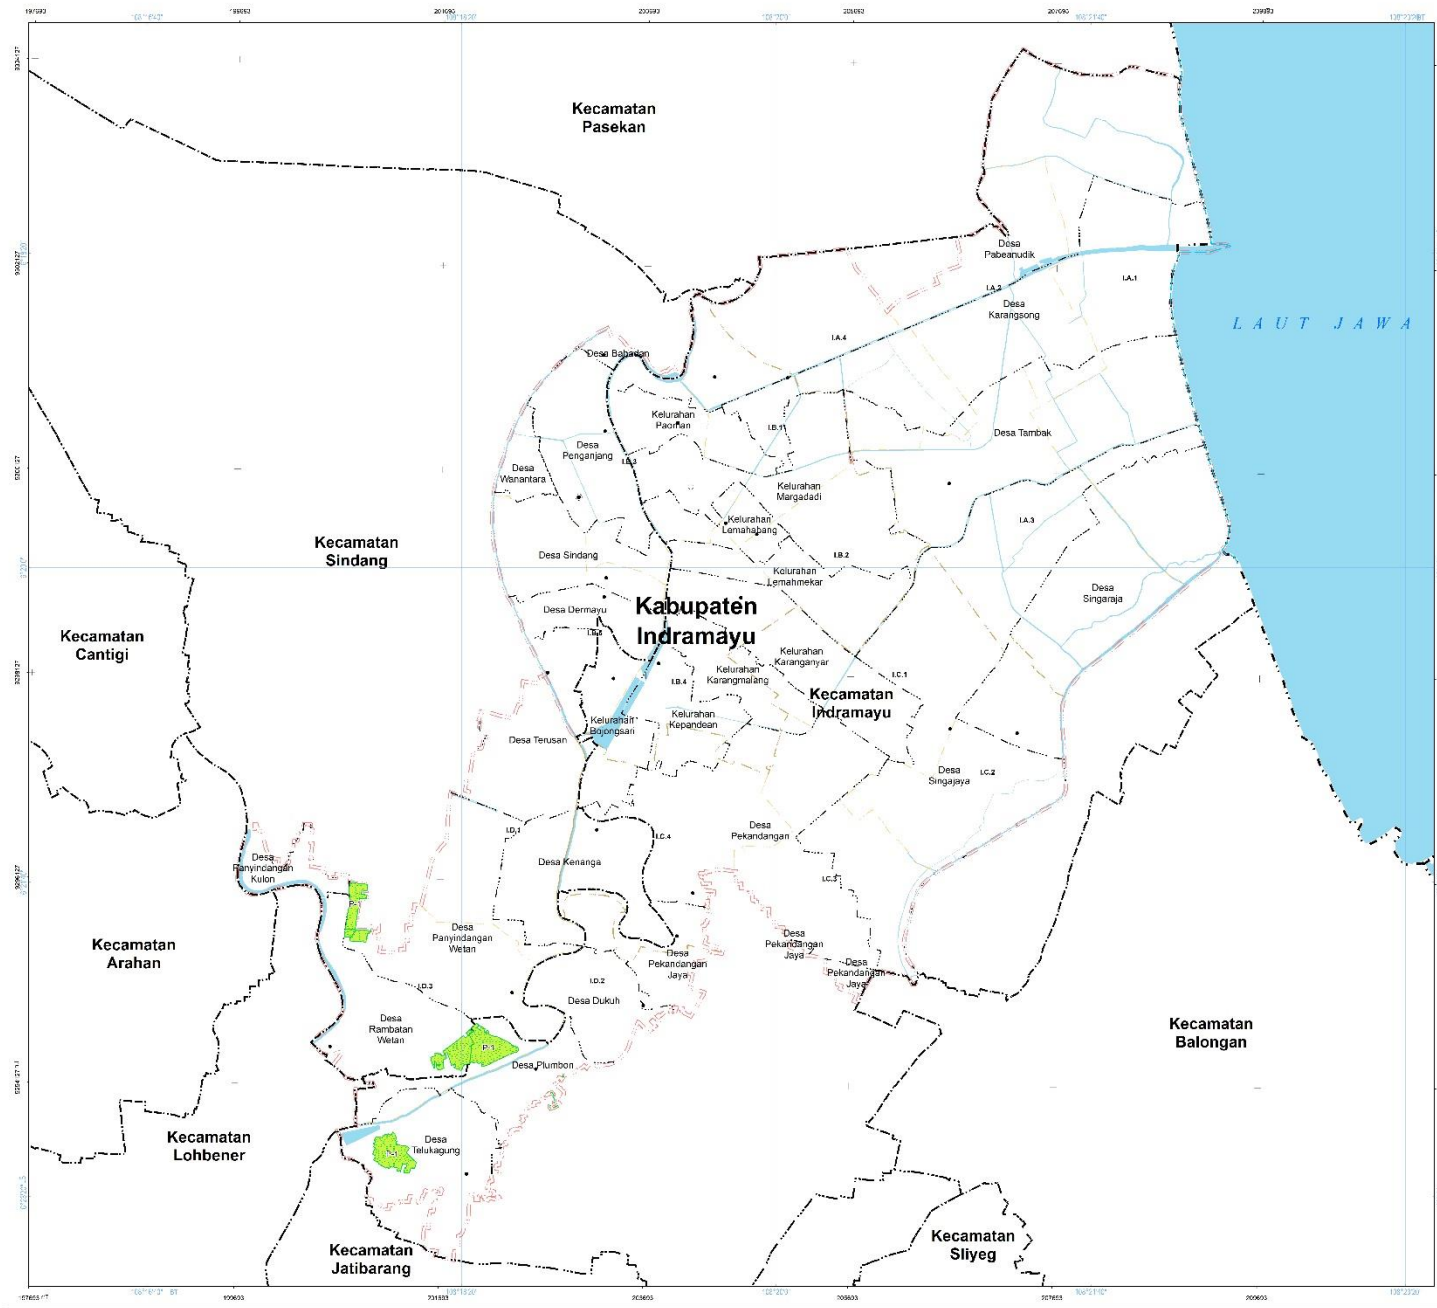 Kecamatan
Pasekan
Desa
Pabeanudik
I.A.1
I.A.2
Desa
Karangsong
LAUT JAWA
I.A.4
Desa Babadan
Kelurahan
Paoman
I.B.1
Desa
Penganjang
I.E.3
Desa Tambak
Desa
Wanantara
Kelurahan
Margadadi
Kelurahan
Lemahabang
I.A.3
Kecamatan
Sindang
Desa Sindang
I.B.2
Kelurahan
Lemahmekar
Desa
Singaraja
Desa Dermayu
Kabupaten
Indramayu
Kecamatan
Cantigi
Kelurahan
Karanganyar
Kelurahan
Karangmalang
I.B.4
I.C.1
Kecamatan
Indramayu
Kelurahan
Bojongsari
Kelurahan
Kepandean
Desa Terusan
Desa
Singajaya
I.C.2
I.D.1
I.C.4
Desa
Pekandangan
Desa
Panyindangan
Kulon
Desa Kenanga
I.C.3
P-1
Kecamatan
Arahan
Desa
Panyindangan
Wetan
Desa
Pekandangan
Jaya
Desa
Pekandangan
Jaya
Desa
Pekandangan
Jaya
I.D.3
I.D.2
Desa Dukuh
Desa
Rambatan
Wetan
P-1
Kecamatan
Balongan
Desa Plumbon
Kecamatan
Lohbener
Desa
Telukagung
P-1
Kecamatan
Jatibarang
Kecamatan
Sliyeg